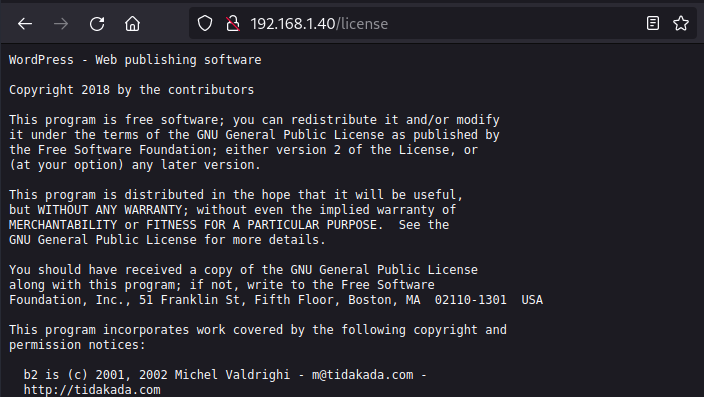 192.168.1.40/license
WordPress - Web publishing software
Copyright 2018 by the contributors
This program is free software; you can redistribute it and/or modify
it under the terms of the GNU General Public License as published by
the Free Software Foundation; either version 2 of the License, or
(at your option) any later version.
This program is distributed in the hope that it will be useful,
but WITHOUT ANY WARRANTY; without even the implied warranty of
MERCHANTABILITY or FITNESS FOR A PARTICULAR PURPOSE.  See the
GNU General Public License for more details.
You should have received a copy of the GNU General Public License
along with this program; if not, write to the Free Software
Foundation, Inc., 51 Franklin St, Fifth Floor, Boston, MA  02110-1301  USA
This program incorporates work covered by the following copyright and
permission notices:
b2 is (c) 2001, 2002 Michel Valdrighi - m@tidakada.com -
http://tidakada.com